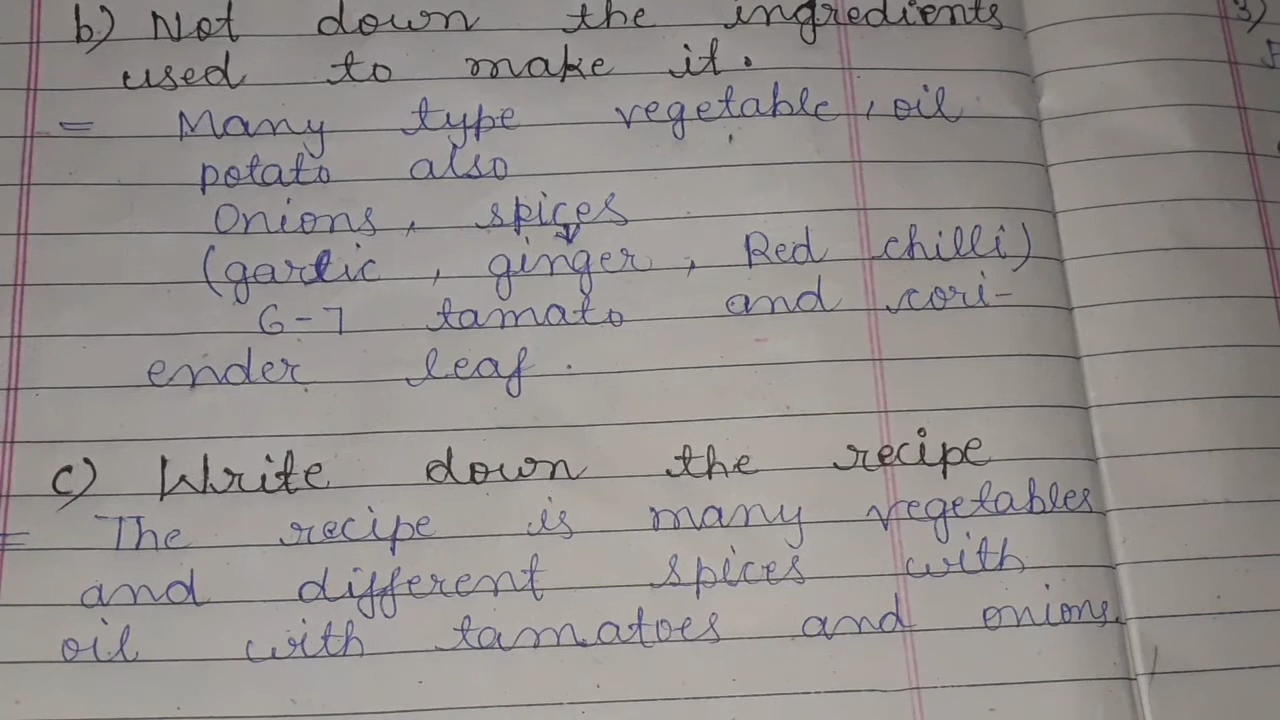 b) Not down the ingredients
used to make it.
= Many type vegetable, oil
potato also
Onions, spices
(garlic, ginger, Red chilli)
6-7 tamato and cori-
ender leaf.
c) Write down the recipe
= The recipe is many vegetables
and different spices with
oil with tamatoes and onions.
3)